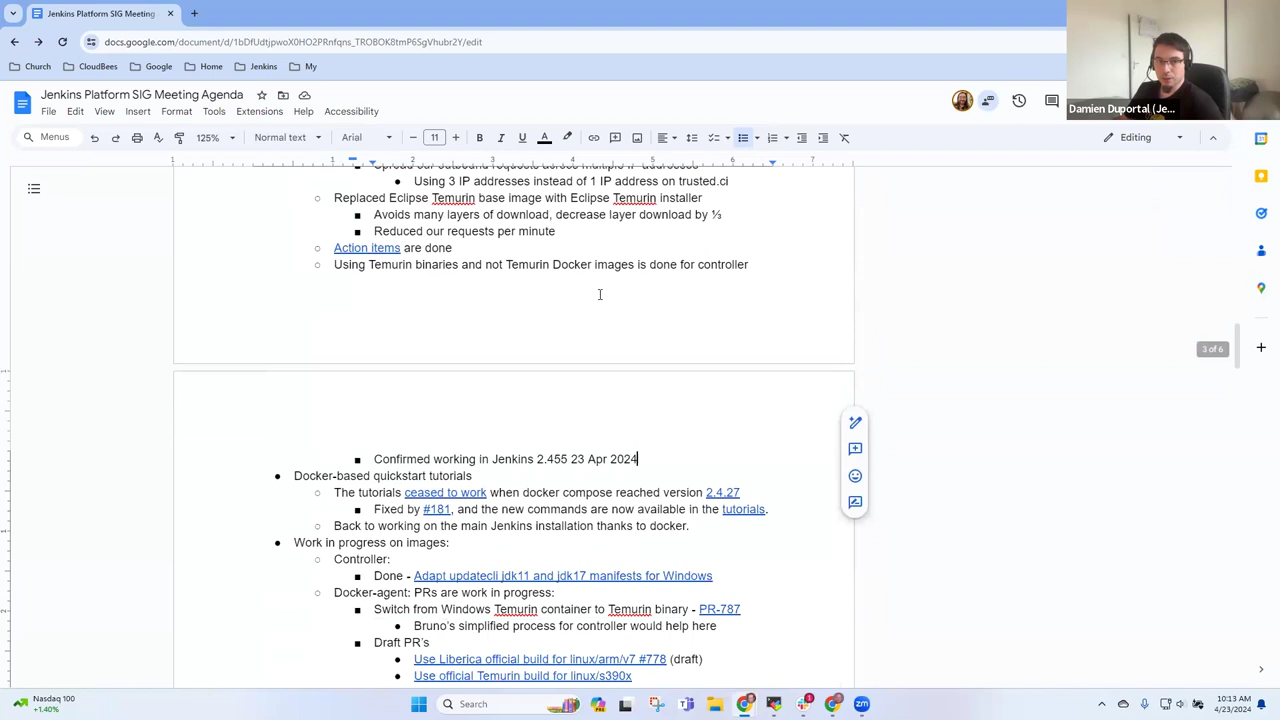 Jenkins Platform SIG Meeting
docs.google.com/document/d/1bDfUdtjpwoX0HO2PRnfqns_TROBOK8tmP6SgVhubr2Y/edit
Church
CloudBees
Google
Home
Jenkins
My
Jenkins Platform SIG Meeting Agenda
File Edit View Insert Format Tools Extensions Help Accessibility
Damien Duportal (Je...
Menus
125%
Normal text
Arial
11
B I U A
Editing
1 1 2 3 4 5 6 7
Using 3 IP addresses instead of 1 IP address on trusted.ci
Replaced Eclipse Temurin base image with Eclipse Temurin installer
Avoids many layers of download, decrease layer download by ⅓
Reduced our requests per minute
Action items are done
Using Temurin binaries and not Temurin Docker images is done for controller
3 of 6
Confirmed working in Jenkins 2.455 23 Apr 2024
Docker-based quickstart tutorials
The tutorials ceased to work when docker compose reached version 2.4.27
Fixed by #181, and the new commands are now available in the tutorials.
Back to working on the main Jenkins installation thanks to docker.
Work in progress on images:
Controller:
Done - Adapt updatecli jdk11 and jdk17 manifests for Windows
Docker-agent: PRs are work in progress:
Switch from Windows Temurin container to Temurin binary - PR-787
Bruno's simplified process for controller would help here
Draft PR's
Use Liberica official build for linux/arm/v7 #778 (draft)
Use official Temurin build for linux/s390x
Nasdaq 100
+1.40%
Search
10:13 AM
4/23/2024